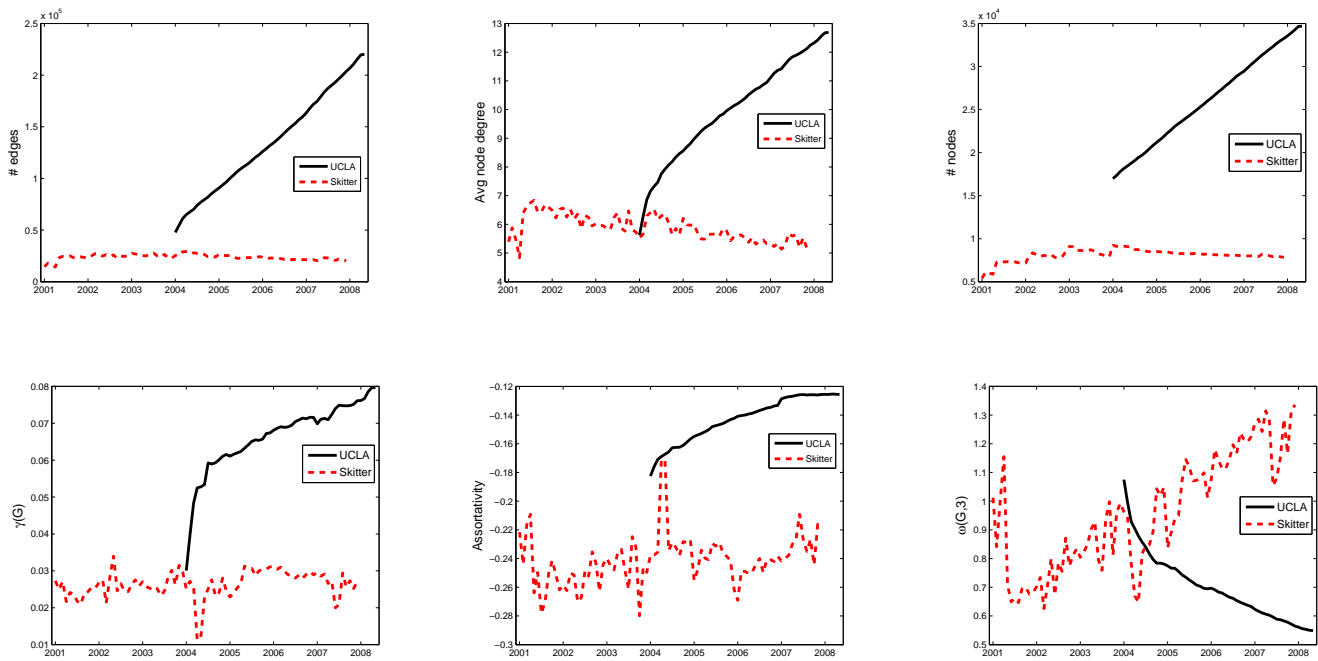 x 10^5
2.5
2
1.5
1
0.5
0
# edges
2001 2002 2003 2004 2005 2006 2007 2008
UCLA
Skitter
13
12
11
10
9
8
7
6
5
4
Avg node degree
2001 2002 2003 2004 2005 2006 2007 2008
UCLA
Skitter
x 10^4
3.5
3
2.5
2
1.5
1
0.5
# nodes
2001 2002 2003 2004 2005 2006 2007 2008
UCLA
Skitter
0.08
0.07
0.06
0.05
0.04
0.03
0.02
0.01
γ(G)
2001 2002 2003 2004 2005 2006 2007 2008
UCLA
Skitter
−0.12
−0.14
−0.16
−0.18
−0.2
−0.22
−0.24
−0.26
−0.28
−0.3
Assortativity
2001 2002 2003 2004 2005 2006 2007 2008
UCLA
Skitter
1.4
1.3
1.2
1.1
1
0.9
0.8
0.7
0.6
0.5
ω(G,3)
2001 2002 2003 2004 2005 2006 2007 2008
UCLA
Skitter